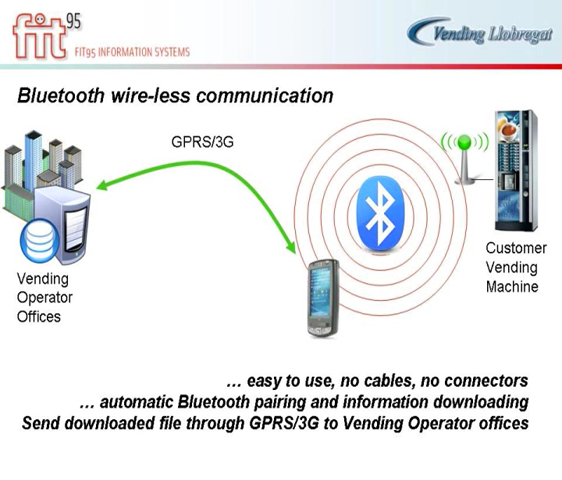 fit 95
FIT95 INFORMATION SYSTEMS
Vending Llobregat
Bluetooth wire-less communication
GPRS/3G
Vending
Operator
Offices
Customer
Vending
Machine
... easy to use, no cables, no connectors
... automatic Bluetooth pairing and information downloading
Send downloaded file through GPRS/3G to Vending Operator offices